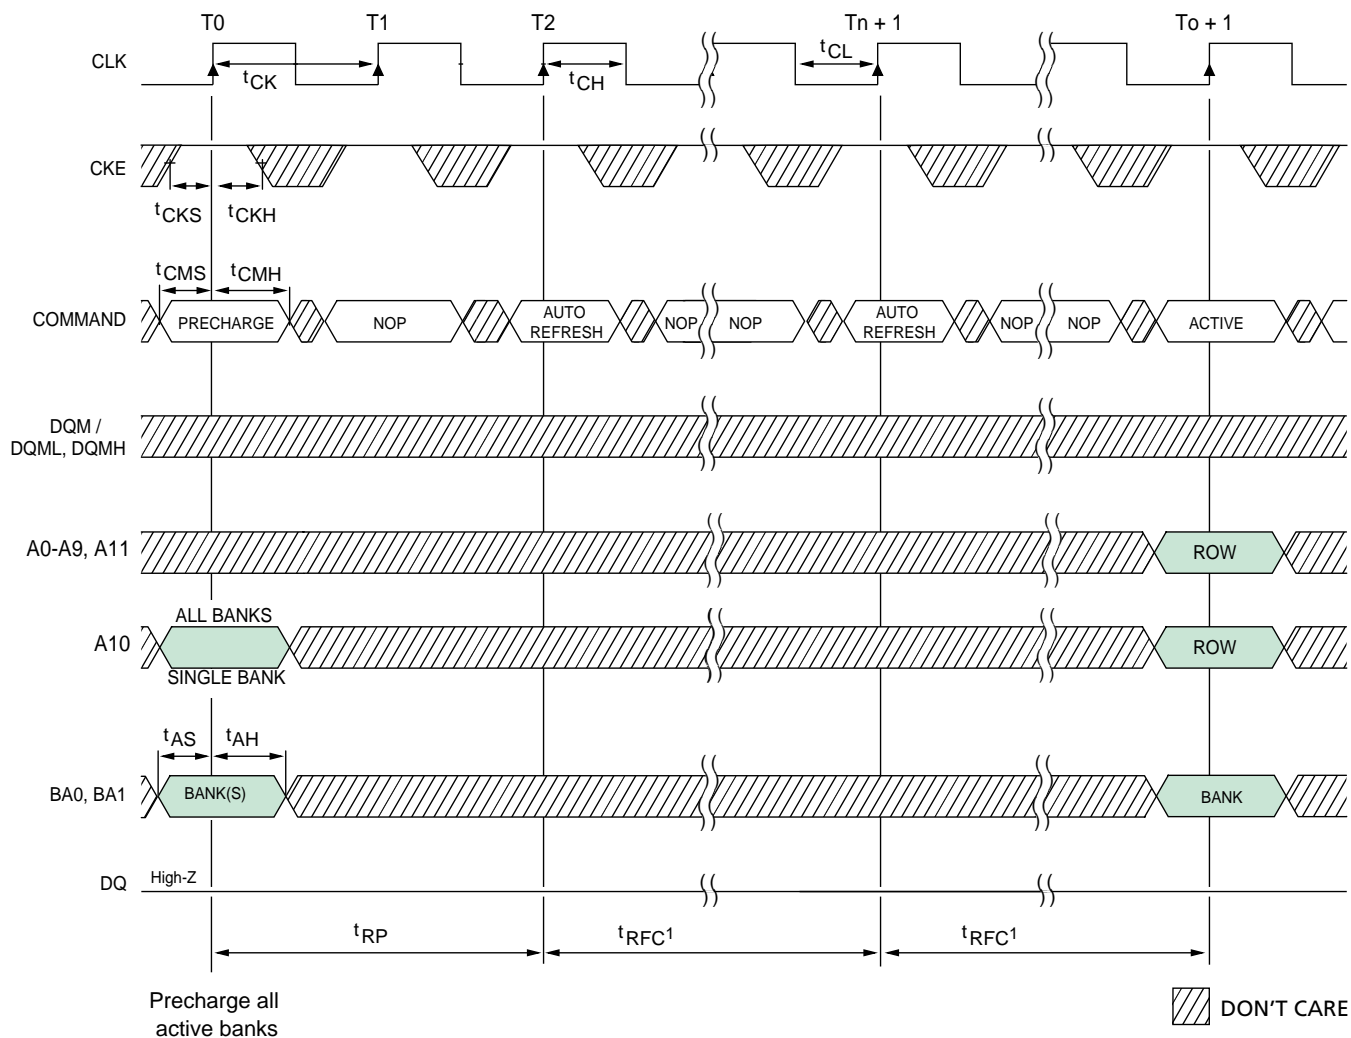 T0 T1 T2 Tn + 1 To + 1
CLK
tCK tCH tCL
CKE
tCKS tCKH
tCMS tCMH
COMMAND PRECHARGE NOP AUTO REFRESH NOP NOP AUTO REFRESH NOP NOP ACTIVE
DQM /
DQML, DQMH
A0-A9, A11 ROW
ALL BANKS
A10 ROW
SINGLE BANK
tAS tAH
BA0, BA1 BANK(S) BANK
DQ High-Z
tRP tRFC1 tRFC1
Precharge all
active banks
DON'T CARE